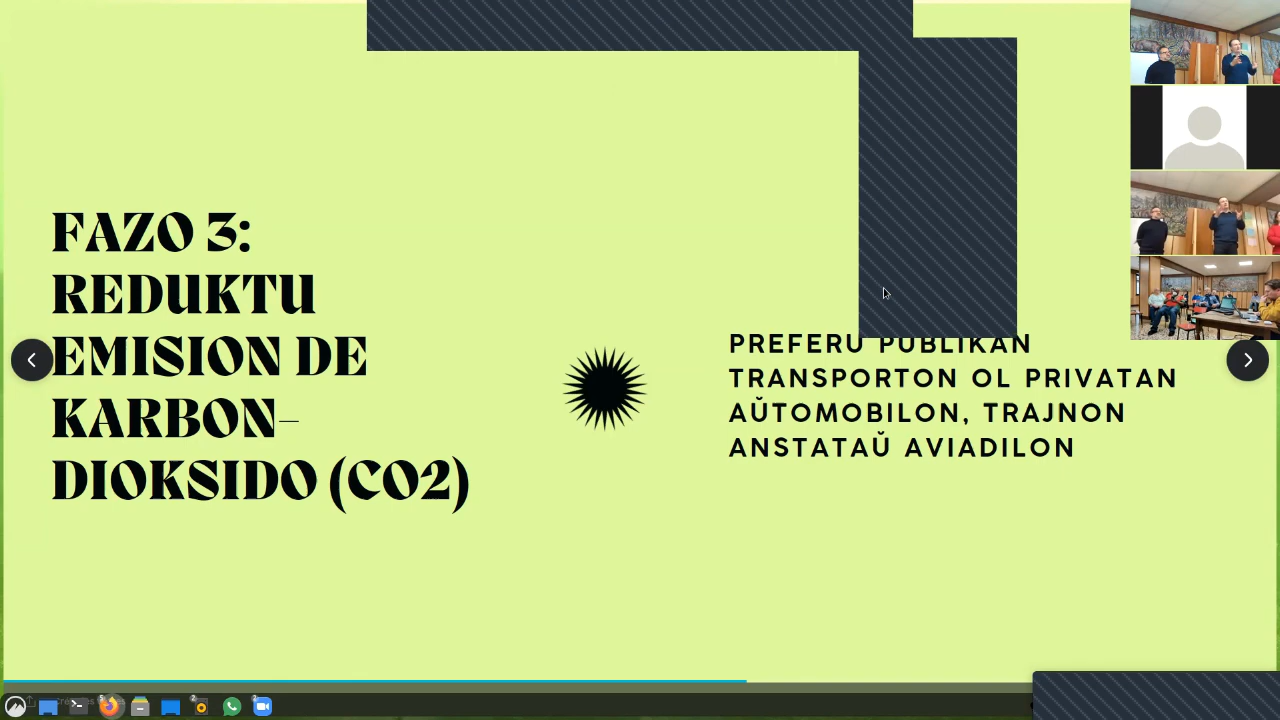 FAZO 3:
REDUKTU
EMISION DE
KARBON-
DIOKSIDO (CO2)
PREFERU PUBLIKAN
TRANSPORTON OL PRIVATAN
AŬTOMOBILON, TRAJNON
ANSTATAŬ AVIADILON